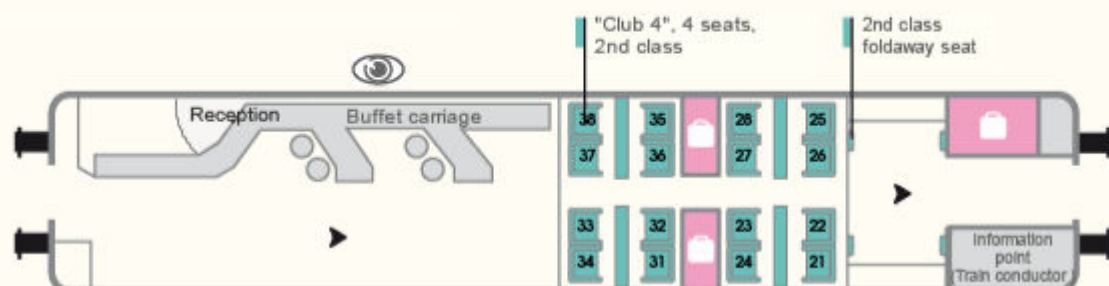 "Club 4", 4 seats,
2nd class
2nd class
foldaway seat
Reception
Buffet carriage
38 35 28 25
37 36 27 26
33 32 23 22
34 31 24 21
Information
point
(Train conductor)